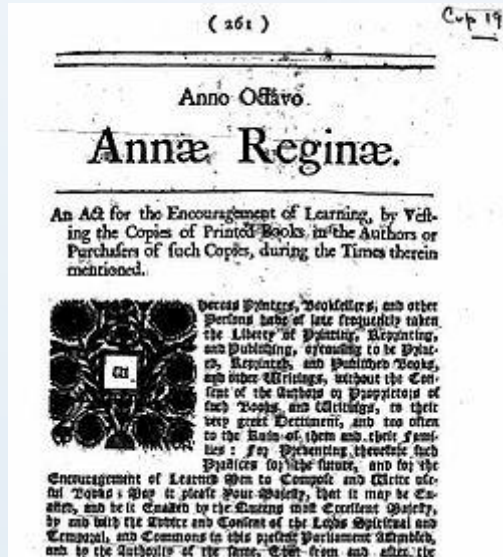 ( 261 )
Cap 19
Anno Octavo
Annæ Reginæ.
An Act for the Encouragement of Learning, by Vest-
ing the Copies of Printed Books in the Authors or
Purchasers of such Copies, during the Times therein
mentioned.
Whereas Printers, Booksellers, and other
Persons have of late frequently taken
the Liberty of Printing, Reprinting,
and Publishing, or causing to be Print-
ed, Reprinted, and Published Books,
and other Writings, without the Con-
sent of the Authors or Proprietors of
such Books and Writings, to their
very great Detriment, and too often
to the Ruin of them and their Fami-
lies: For Preventing therefore such
Practices for the future, and for the
Encouragement of Learned Men to Compose and Write use-
ful Books; May it please Your Majesty, that it may be En-
acted, and be it Enacted by the Queens most Excellent Majesty,
by and with the Advice and Consent of the Lords Spiritual and
Temporal, and Commons in this present Parliament Assembled,
and by the Authority of the same, That from and after the